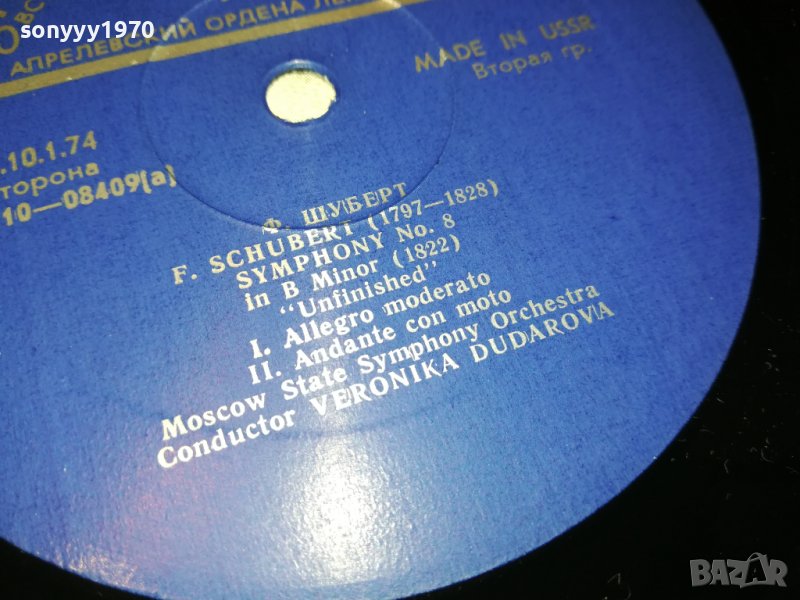 sonyyy1970
АПРЕЛЕВСКИЙ ОРДЕНА
MADE IN USSR
Вторая гр.
.10.1.74
10—08409(a)
Ф. ШУБЕРТ
F. SCHUBERT (1797—1828)
SYMPHONY No. 8
in B Minor (1822)
"Unfinished"
I. Allegro moderato
II. Andante con moto
Moscow State Symphony Orchestra
Conductor VERONIKA DUDAROVA
BAZAR